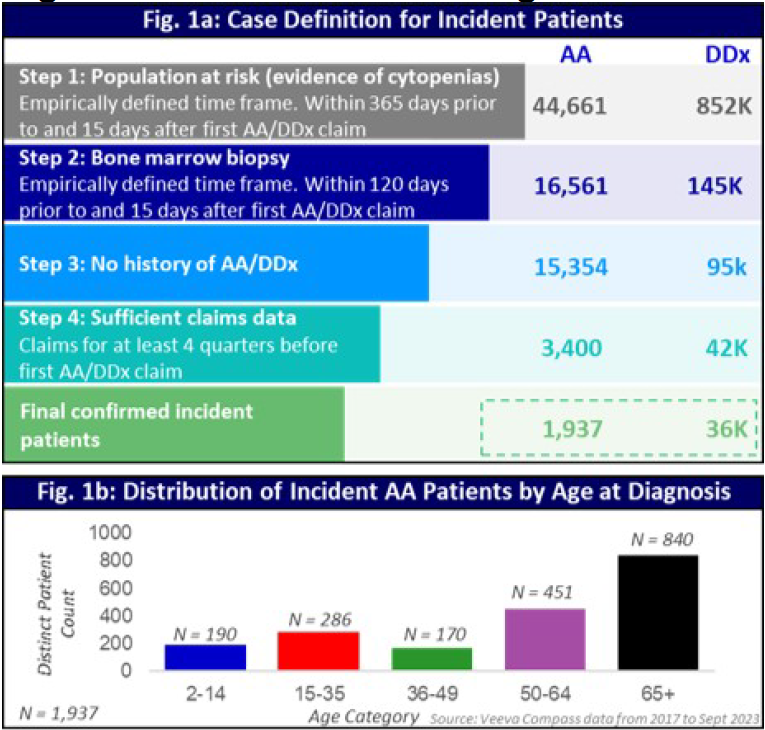 Fig. 1a: Case Definition for Incident Patients
AA DDx
Step 1: Population at risk (evidence of cytopenias)
Empirically defined time frame. Within 365 days prior
to and 15 days after first AA/DDx claim
44,661 852K
Step 2: Bone marrow biopsy
Empirically defined time frame. Within 120 days
prior to and 15 days after first AA/DDx claim
16,561 145K
Step 3: No history of AA/DDx
15,354 95k
Step 4: Sufficient claims data
Claims for at least 4 quarters before
first AA/DDx claim
3,400 42K
Final confirmed incident
patients
1,937 36K
Fig. 1b: Distribution of Incident AA Patients by Age at Diagnosis
Distinct Patient
Count
1000
800
600
400
200
0
N = 190
N = 286
N = 170
N = 451
N = 840
2-14 15-35 36-49 50-64 65+
N = 1,937
Age Category
Source: Veeva Compass data from 2017 to Sept 2023